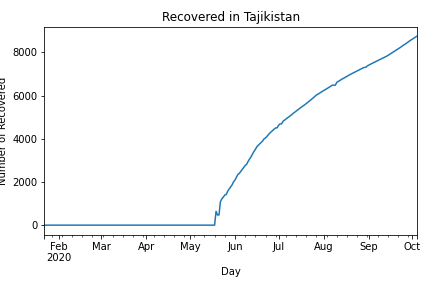 Recovered in Tajikistan
Number of Recovered
8000
6000
4000
2000
0
Feb Mar Apr May Jun Jul Aug Sep Oct
2020
Day